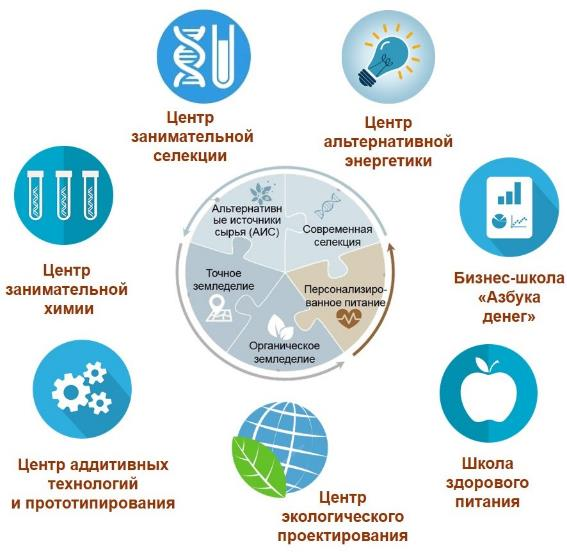 Центр
занимательной
селекции
Центр
альтернативной
энергетики
Центр
занимательной
химии
Альтернативн
ые источники
сырья (АИС)
Современная
селекция
Точное
земледелие
Персонализиро-
ванное питание
Органическое
земледелие
Бизнес-школа
«Азбука
денег»
Центр аддитивных
технологий
и прототипирования
Центр
экологического
проектирования
Школа
здорового
питания